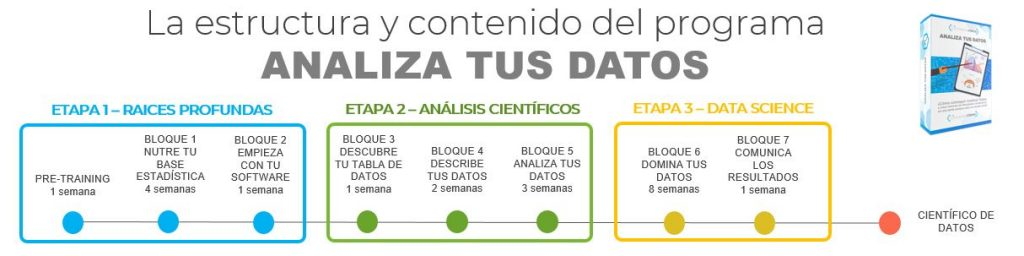 La estructura y contenido del programa
ANALIZA TUS DATOS
ANALIZA TUS DATOS
ETAPA 1 – RAICES PROFUNDAS
PRE-TRAINING
1 semana
BLOQUE 1
NUTRE TU
BASE
ESTADÍSTICA
4 semanas
BLOQUE 2
EMPIEZA
CON TU
SOFTWARE
1 semana
ETAPA 2 – ANÁLISIS CIENTÍFICOS
BLOQUE 3
DESCUBRE
TU TABLA DE
DATOS
1 semana
BLOQUE 4
DESCRIBE
TUS DATOS
2 semanas
BLOQUE 5
ANALIZA TUS
DATOS
3 semanas
ETAPA 3 – DATA SCIENCE
BLOQUE 6
DOMINA TUS
DATOS
8 semanas
BLOQUE 7
COMUNICA
LOS
RESULTADOS
1 semana
CIENTÍFICO DE
DATOS